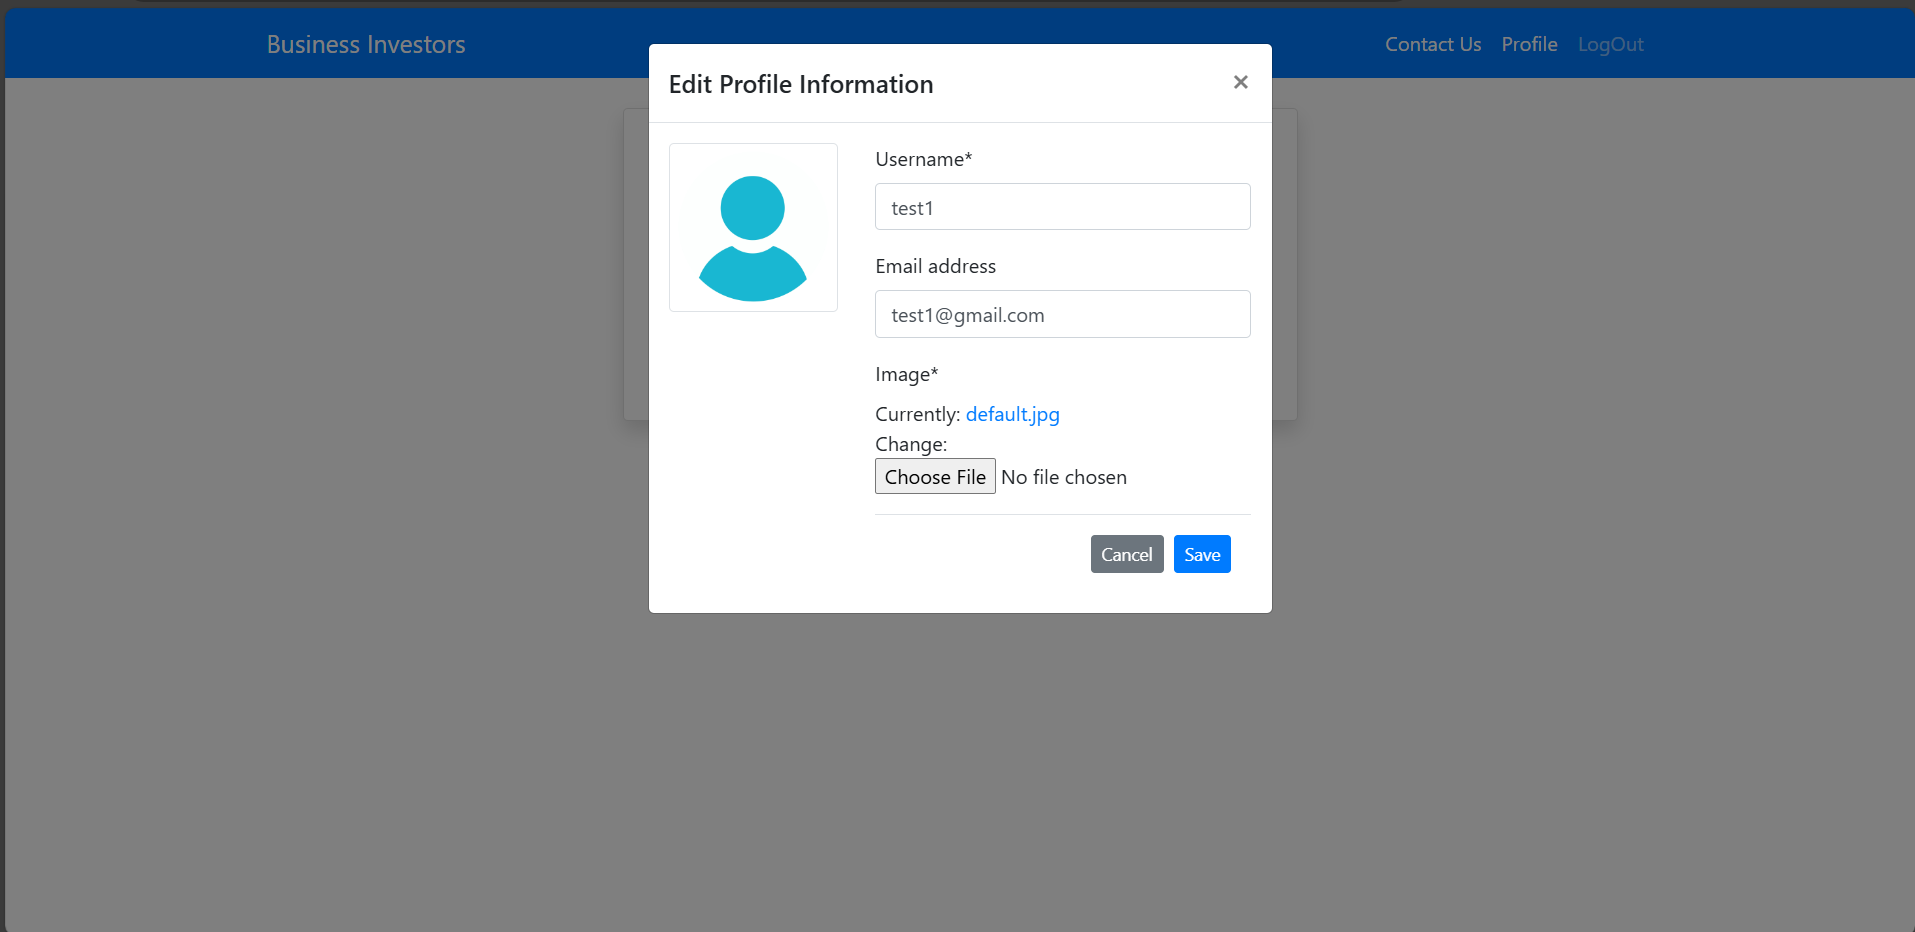 Business Investors
Contact Us Profile LogOut
Edit Profile Information ×
Username*
test1
Email address
test1@gmail.com
Image*
Currently: default.jpg
Change:
Choose File No file chosen
Cancel Save